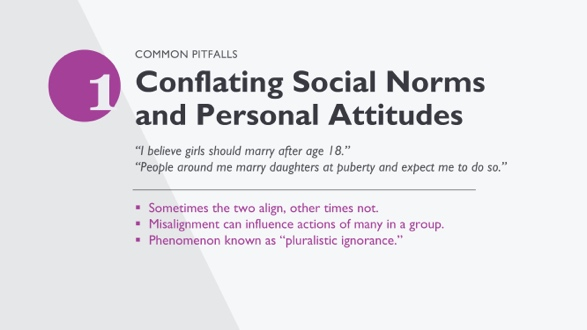 1
COMMON PITFALLS
Conflating Social Norms
and Personal Attitudes
“I believe girls should marry after age 18.”
“People around me marry daughters at puberty and expect me to do so.”
▪ Sometimes the two align, other times not.
▪ Misalignment can influence actions of many in a group.
▪ Phenomenon known as “pluralistic ignorance.”